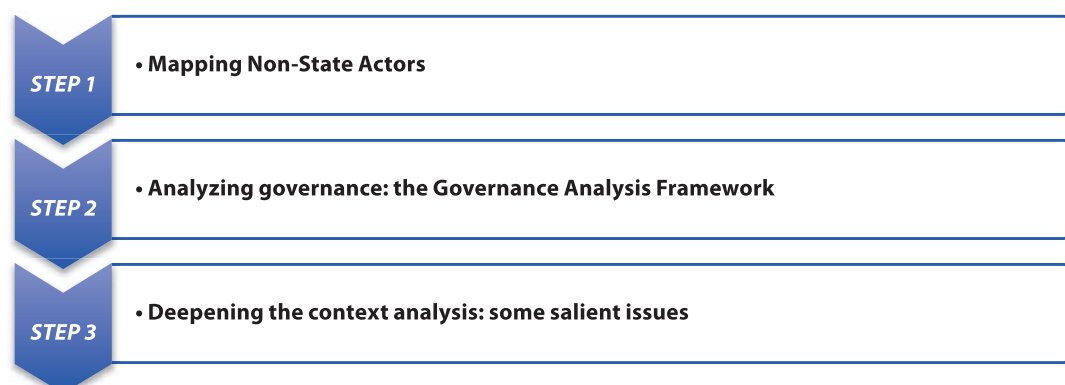 STEP 1
• Mapping Non-State Actors
STEP 2
• Analyzing governance: the Governance Analysis Framework
STEP 3
• Deepening the context analysis: some salient issues